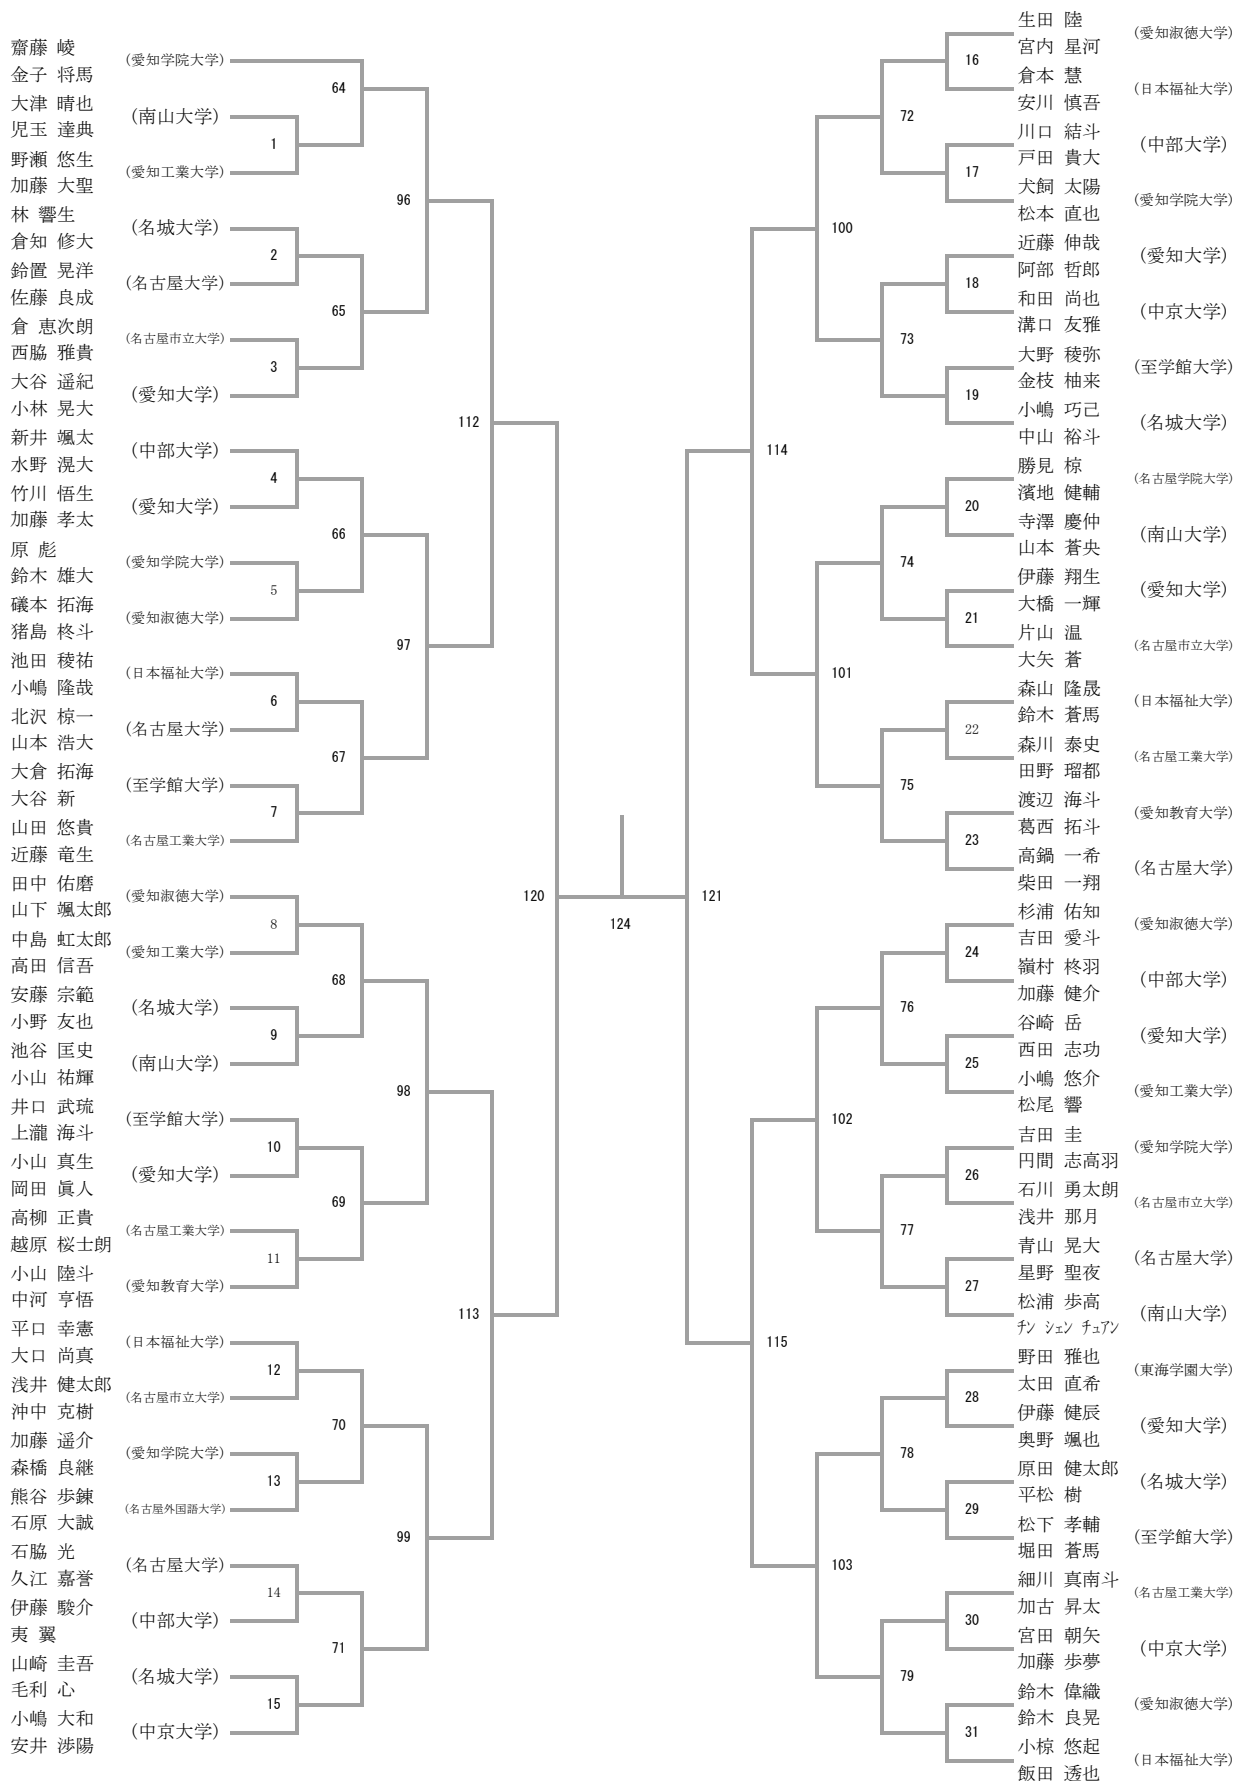 齋藤 崚
(愛知学院大学)
金子 将馬
64
大津 晴也
(南山大学)
児玉 達典
1
野瀬 悠生
(愛知工業大学)
加藤 大聖
96
林 響生
(名城大学)
倉知 修大
2
鈴置 晃洋
(名古屋大学)
佐藤 良成
65
倉 恵次朗
(名古屋市立大学)
西脇 雅貴
3
大谷 遥紀
(愛知大学)
小林 晃大
112
新井 颯太
(中部大学)
水野 滉大
4
竹川 悟生
(愛知大学)
加藤 孝太
66
原 彪
(愛知学院大学)
鈴木 雄大
5
礒本 拓海
(愛知淑徳大学)
猪島 柊斗
97
池田 稜祐
(日本福祉大学)
小嶋 隆哉
6
北沢 椋一
(名古屋大学)
山本 浩大
67
大倉 拓海
(至学館大学)
大谷 新
7
山田 悠貴
(名古屋工業大学)
近藤 竜生
120
田中 佑磨
(愛知淑徳大学)
山下 颯太郎
8
中島 虹太郎
(愛知工業大学)
高田 信吾
68
安藤 宗範
(名城大学)
小野 友也
9
池谷 匡史
(南山大学)
小山 祐輝
98
井口 武琉
(至学館大学)
上瀧 海斗
10
小山 真生
(愛知大学)
岡田 眞人
69
高柳 正貴
(名古屋工業大学)
越原 桜士朗
11
小山 陸斗
(愛知教育大学)
中河 亨悟
113
平口 幸憲
(日本福祉大学)
大口 尚真
12
浅井 健太郎
(名古屋市立大学)
沖中 克樹
70
加藤 遥介
(愛知学院大学)
森橋 良継
13
熊谷 歩錬
(名古屋外国語大学)
石原 大誠
99
石脇 光
(名古屋大学)
久江 嘉誉
14
伊藤 駿介
(中部大学)
夷 翼
71
山崎 圭吾
(名城大学)
毛利 心
15
小嶋 大和
(中京大学)
安井 渉陽
124
生田 陸
(愛知淑徳大学)
宮内 星河
16
倉本 慧
(日本福祉大学)
安川 慎吾
72
川口 結斗
(中部大学)
戸田 貴大
17
犬飼 太陽
(愛知学院大学)
松本 直也
100
近藤 伸哉
(愛知大学)
阿部 哲郎
18
和田 尚也
(中京大学)
溝口 友雅
73
大野 稜弥
(至学館大学)
金枝 柚来
19
小嶋 巧己
(名城大学)
中山 裕斗
114
勝見 椋
(名古屋学院大学)
濱地 健輔
20
寺澤 慶仲
(南山大学)
山本 蒼央
74
伊藤 翔生
(愛知大学)
大橋 一輝
21
片山 温
(名古屋市立大学)
大矢 蒼
101
森山 隆晟
(日本福祉大学)
鈴木 蒼馬
22
森川 泰史
(名古屋工業大学)
田野 瑠都
75
渡辺 海斗
(愛知教育大学)
葛西 拓斗
23
高鍋 一希
(名古屋大学)
柴田 一翔
121
杉浦 佑知
(愛知淑徳大学)
吉田 愛斗
24
嶺村 柊羽
(中部大学)
加藤 健介
76
谷崎 岳
(愛知大学)
西田 志功
25
小嶋 悠介
(愛知工業大学)
松尾 響
102
吉田 圭
(愛知学院大学)
円間 志高羽
26
石川 勇太朗
(名古屋市立大学)
浅井 那月
77
青山 晃大
(名古屋大学)
星野 聖夜
27
松浦 歩高
(南山大学)
ﾁﾝ ｼｪﾝ ﾁｭｱﾝ
115
野田 雅也
(東海学園大学)
太田 直希
28
伊藤 健辰
(愛知大学)
奥野 颯也
78
原田 健太郎
(名城大学)
平松 樹
29
松下 孝輔
(至学館大学)
堀田 蒼馬
103
細川 真南斗
(名古屋工業大学)
加古 昇太
30
宮田 朝矢
(中京大学)
加藤 歩夢
79
鈴木 偉織
(愛知淑徳大学)
鈴木 良晃
31
小椋 悠起
(日本福祉大学)
飯田 透也